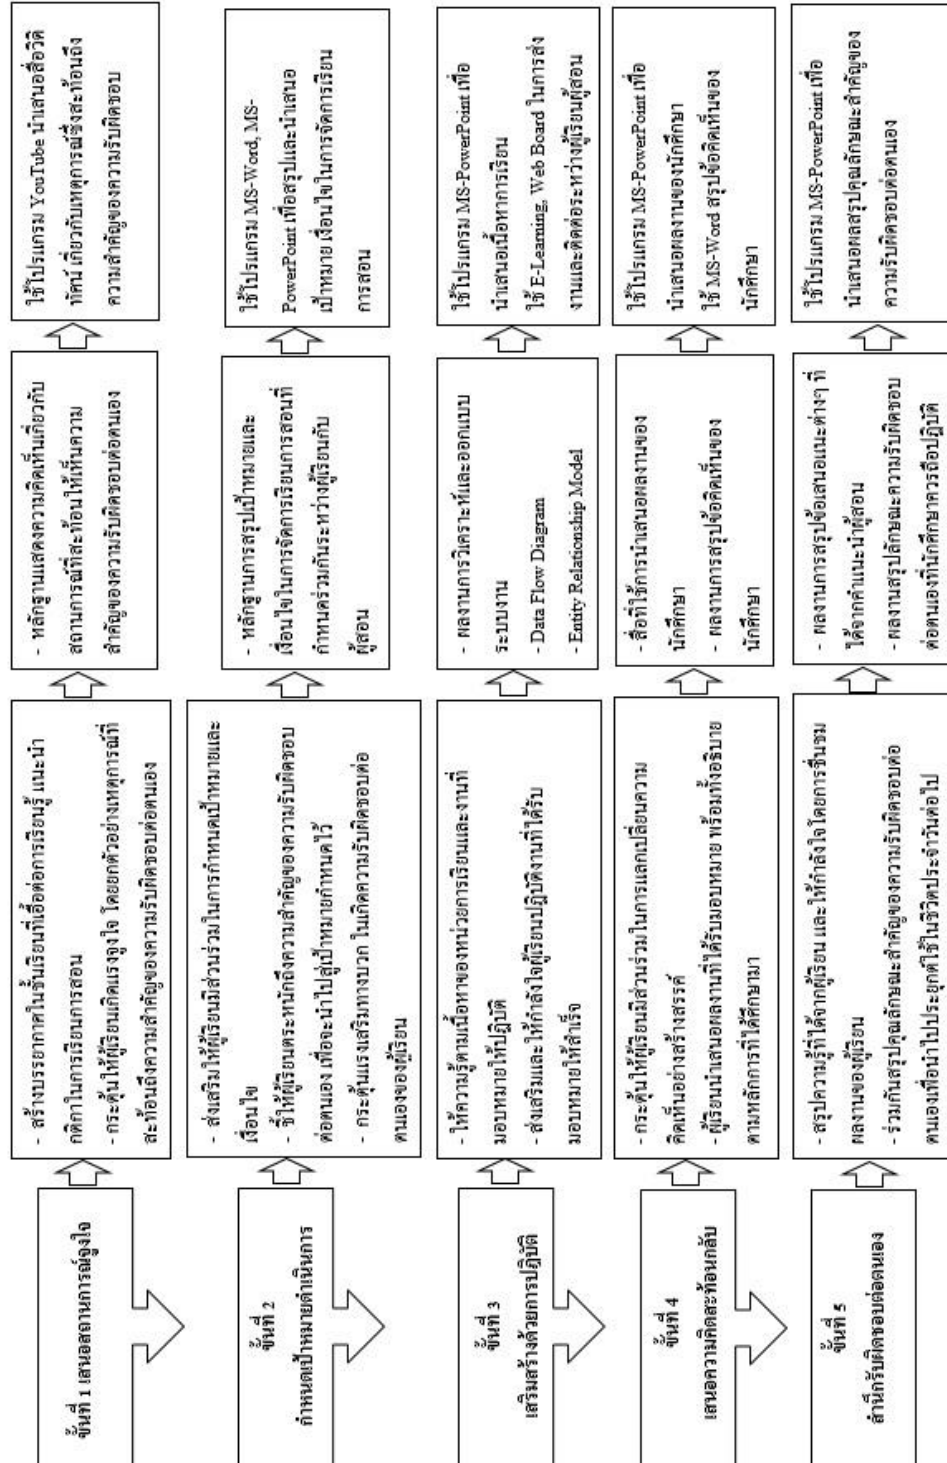 ขั้นที่ 1 เสนอสถานการณ์จูงใจ
- สร้างบรรยากาศในชั้นเรียนที่เอื้อต่อการเรียนรู้ แนะนำ
กติกาในการเรียนการสอน
- กระตุ้นให้ผู้เรียนเกิดแรงจูงใจ โดยยกตัวอย่างเหตุการณ์ที่
สะท้อนถึงความสำคัญของความรับผิดชอบต่อตนเอง
- หลักฐานแสดงความคิดเห็นเกี่ยวกับ
สถานการณ์ที่สะท้อนให้เห็นความ
สำคัญของความรับผิดชอบต่อตนเอง
ใช้โปรแกรม YouTube นำเสนอสื่อวิดิ
ทัศน์ เกี่ยวกับเหตุการณ์ซึ่งสะท้อนถึง
ความสำคัญของความรับผิดชอบ
ขั้นที่ 2
กำหนดเป้าหมายดำเนินการ
- ส่งเสริมให้ผู้เรียนมีส่วนร่วมในการกำหนดเป้าหมายและ
เงื่อนไข
- ชี้ให้ผู้เรียนตระหนักถึงความสำคัญของความรับผิดชอบ
ต่อตนเอง เพื่อจะนำไปสู่เป้าหมายกำหนดไว้
- กระตุ้นแรงเสริมทางบวก ในเกิดความรับผิดชอบต่อ
ตนเองของผู้เรียน
- หลักฐานการสรุปเป้าหมายและ
เงื่อนไขในการจัดการเรียนการสอนที่
กำหนดร่วมกันระหว่างผู้เรียนกับ
ผู้สอน
ใช้โปรแกรม MS-Word, MS-
PowerPoint เพื่อสรุปและนำเสนอ
เป้าหมาย เงื่อนไขในการจัดการเรียน
การสอน
ขั้นที่ 3
เสริมสร้างด้วยการปฏิบัติ
- ให้ความรู้ตามเนื้อหาของหน่วยการเรียนและงานที่
มอบหมายให้ปฏิบัติ
- ส่งเสริมและให้กำลังใจผู้เรียนปฏิบัติงานที่ได้รับ
มอบหมายให้สำเร็จ
- ผลงานการวิเคราะห์และออกแบบ
ระบบงาน
- Data Flow Diagram
- Entity Relationship Model
ใช้โปรแกรม MS-PowerPoint เพื่อ
นำเสนอเนื้อหาการเรียน
ใช้ E-Learning, Web Board ในการส่ง
งานและติดต่อระหว่างผู้เรียนผู้สอน
ขั้นที่ 4
เสนอความคิดสะท้อนกลับ
- กระตุ้นให้ผู้เรียนมีส่วนร่วมในการแลกเปลี่ยนความ
คิดเห็นอย่างสร้างสรรค์
- ผู้เรียนนำเสนอผลงานที่ได้รับมอบหมาย พร้อมทั้งอธิบาย
ตามหลักการที่ได้ศึกษามา
- สื่อที่ใช้การนำเสนอผลงานของ
นักศึกษา
- ผลงานการสรุปข้อคิดเห็นของ
นักศึกษา
ใช้โปรแกรม MS-PowerPoint เพื่อ
นำเสนอผลงานของนักศึกษา
ใช้ MS-Word สรุปข้อคิดเห็นของ
นักศึกษา
ขั้นที่ 5
สำนึกรับผิดชอบต่อตนเอง
- สรุปความรู้ที่ได้จากผู้เรียน และให้กำลังใจโดยการชื่นชม
ผลงานของผู้เรียน
- ร่วมกันสรุปคุณลักษณะสำคัญของความรับผิดชอบต่อ
ตนเองเพื่อนำไปประยุกต์ใช้ในชีวิตประจำวันต่อไป
- ผลงานการสรุปข้อเสนอแนะต่างๆ ที่
ได้จากคำแนะนำผู้สอน
- ผลงานสรุปลักษณะความรับผิดชอบ
ต่อตนเองที่นักศึกษาควรถือปฏิบัติ
ใช้โปรแกรม MS-PowerPoint เพื่อ
นำเสนอผลสรุปคุณลักษณะสำคัญของ
ความรับผิดชอบต่อตนเอง